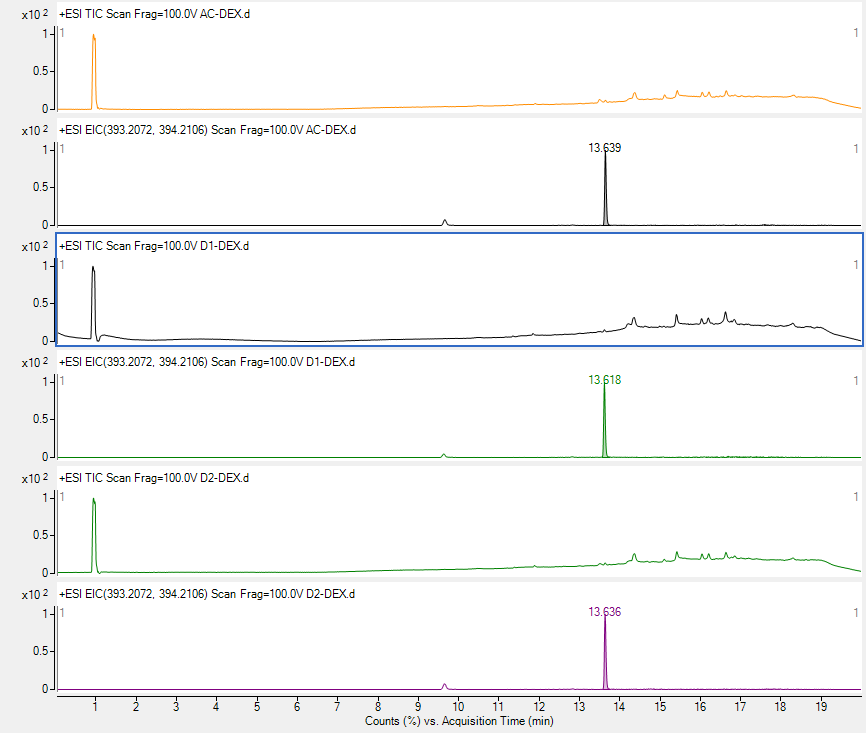 x10 2 +ESI TIC Scan Frag=100.0V AC-DEX.d
1 1 1
0.5
0
x10 2 +ESI EIC(393.2072, 394.2106) Scan Frag=100.0V AC-DEX.d
1 1 13.639 1
0.5
0
x10 2 +ESI TIC Scan Frag=100.0V D1-DEX.d
1 1 1
0.5
0
x10 2 +ESI EIC(393.2072, 394.2106) Scan Frag=100.0V D1-DEX.d
1 1 13.618 1
0.5
0
x10 2 +ESI TIC Scan Frag=100.0V D2-DEX.d
1 1 1
0.5
0
x10 2 +ESI EIC(393.2072, 394.2106) Scan Frag=100.0V D2-DEX.d
1 1 13.636 1
0.5
0
1 2 3 4 5 6 7 8 9 10 11 12 13 14 15 16 17 18 19
Counts (%) vs. Acquisition Time (min)